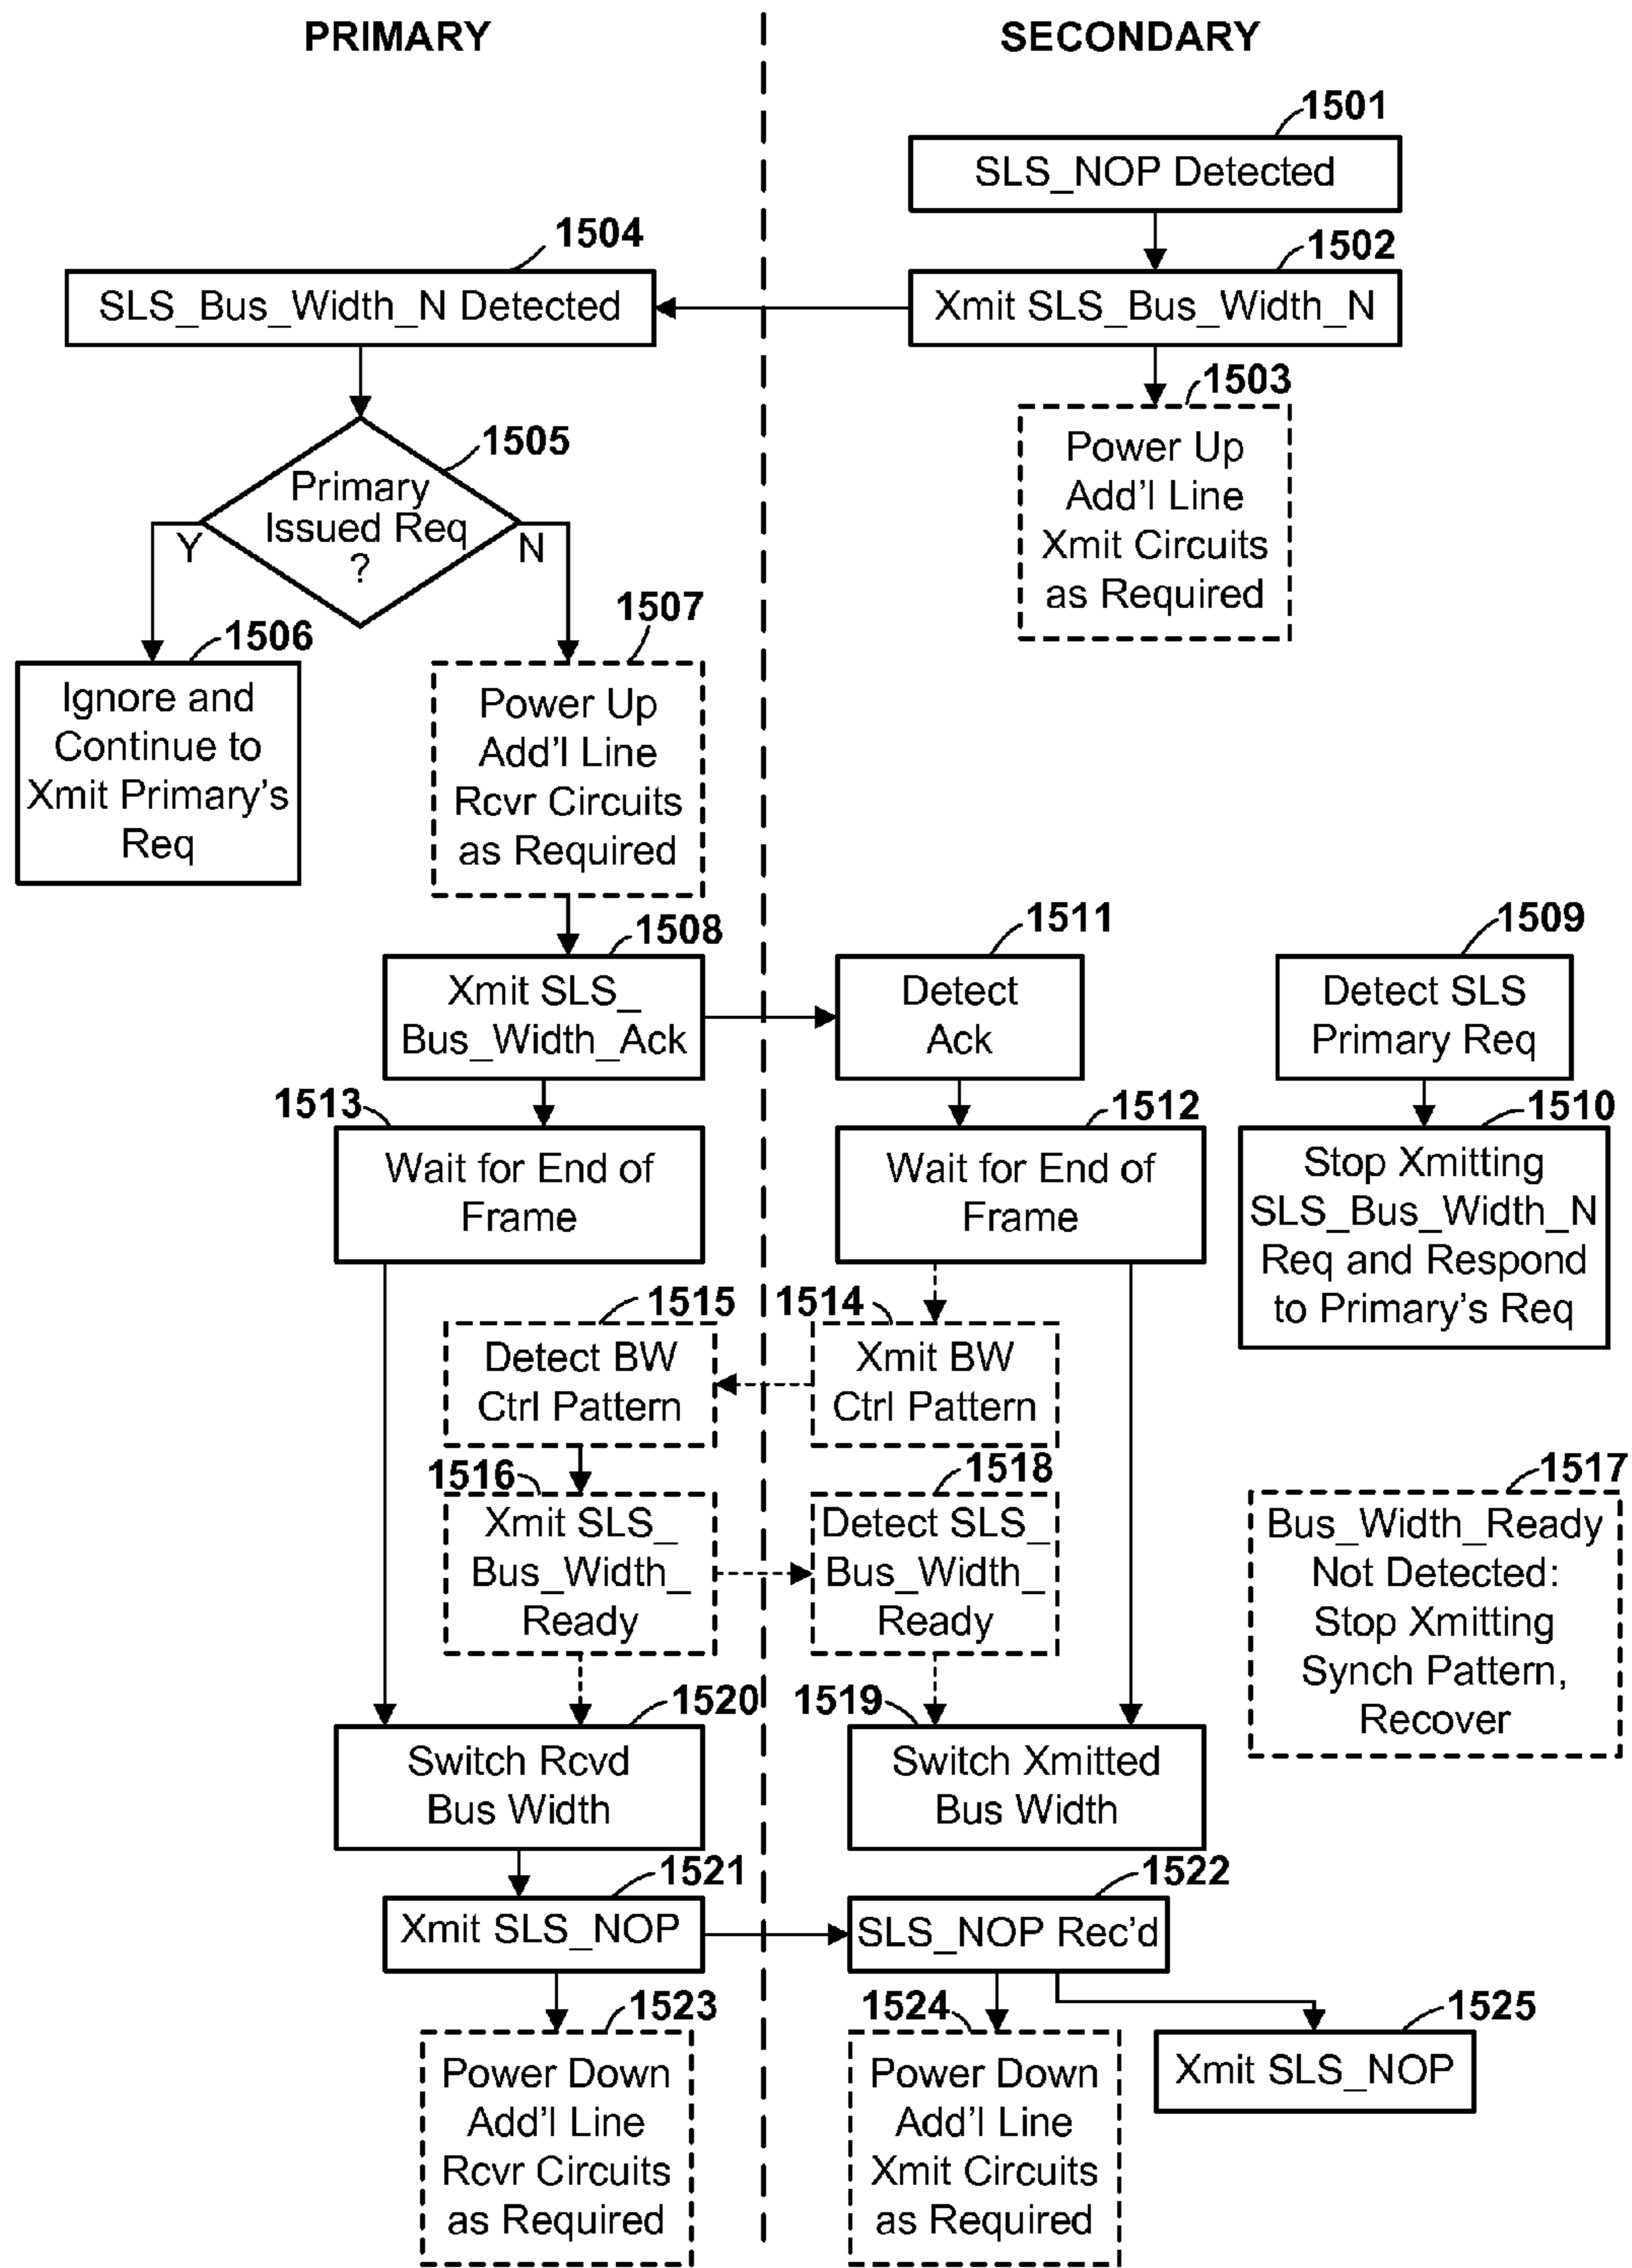 PRIMARY
SECONDARY
1501
SLS_NOP Detected
1504
1502
SLS_Bus_Width_N Detected
Xmit SLS_Bus_Width_N
1503
Power Up
Add'l Line
Xmit Circuits
as Required
1505
Primary
Issued Req
?
Y
N
1506
Ignore and
Continue to
Xmit Primary's
Req
1507
Power Up
Add'l Line
Rcvr Circuits
as Required
1508
Xmit SLS_
Bus_Width_Ack
1511
Detect
Ack
1509
Detect SLS
Primary Req
1513
Wait for End of
Frame
1512
Wait for End of
Frame
1510
Stop Xmitting
SLS_Bus_Width_N
Req and Respond
to Primary's Req
1515
Detect BW
Ctrl Pattern
1514
Xmit BW
Ctrl Pattern
1516
Xmit SLS_
Bus_Width_
Ready
1518
Detect SLS_
Bus_Width_
Ready
1517
Bus_Width_Ready
Not Detected:
Stop Xmitting
Synch Pattern,
Recover
1520
Switch Rcvd
Bus Width
1519
Switch Xmitted
Bus Width
1521
Xmit SLS_NOP
1522
SLS_NOP Rec'd
1523
Power Down
Add'l Line
Rcvr Circuits
as Required
1524
Power Down
Add'l Line
Xmit Circuits
as Required
1525
Xmit SLS_NOP